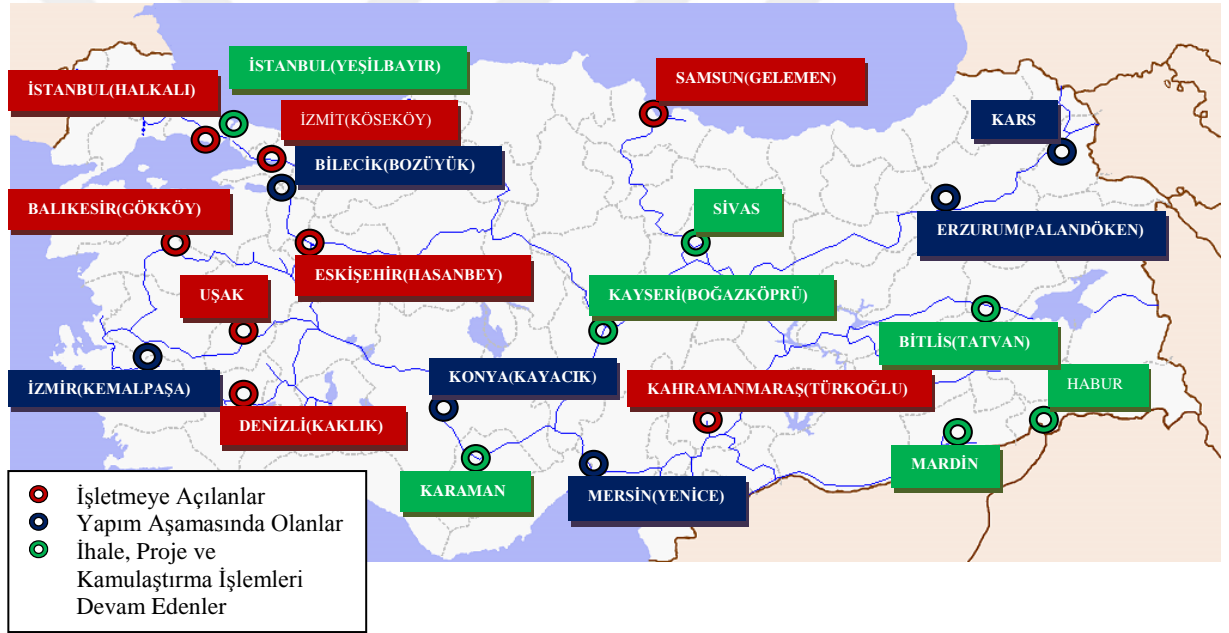 İSTANBUL(YEŞİLBAYIR)
SAMSUN(GELEMEN)
İSTANBUL(HALKALI)
İZMİT(KÖSEKÖY)
KARS
BİLECİK(BOZÜYÜK)
BALIKESİR(GÖKKÖY)
SİVAS
ERZURUM(PALANDÖKEN)
ESKİŞEHİR(HASANBEY)
UŞAK
KAYSERİ(BOĞAZKÖPRÜ)
BİTLİS(TATVAN)
İZMİR(KEMALPAŞA)
KONYA(KAYACIK)
KAHRAMANMARAŞ(TÜRKOĞLU)
HABUR
DENİZLİ(KAKLIK)
MARDİN
KARAMAN
MERSİN(YENİCE)
İşletmeye Açılanlar
Yapım Aşamasında Olanlar
İhale, Proje ve
Kamulaştırma İşlemleri
Devam Edenler